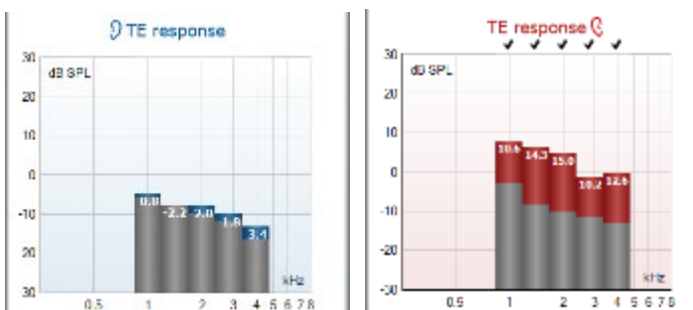 TE response
30
dB SPL
20
10
0
-10
20
30
0.8
-2.2
2.0
1.8
3.4
kHz
0.5 1 2 3 4 5 6 7 8
TE response
✓ ✓ ✓ ✓ ✓
30
dB SPL
20
10
0
-10
-20
-30
10.6
14.3
15.0
10.2
12.6
kHz
0.5 1 2 3 4 5 6 7 8